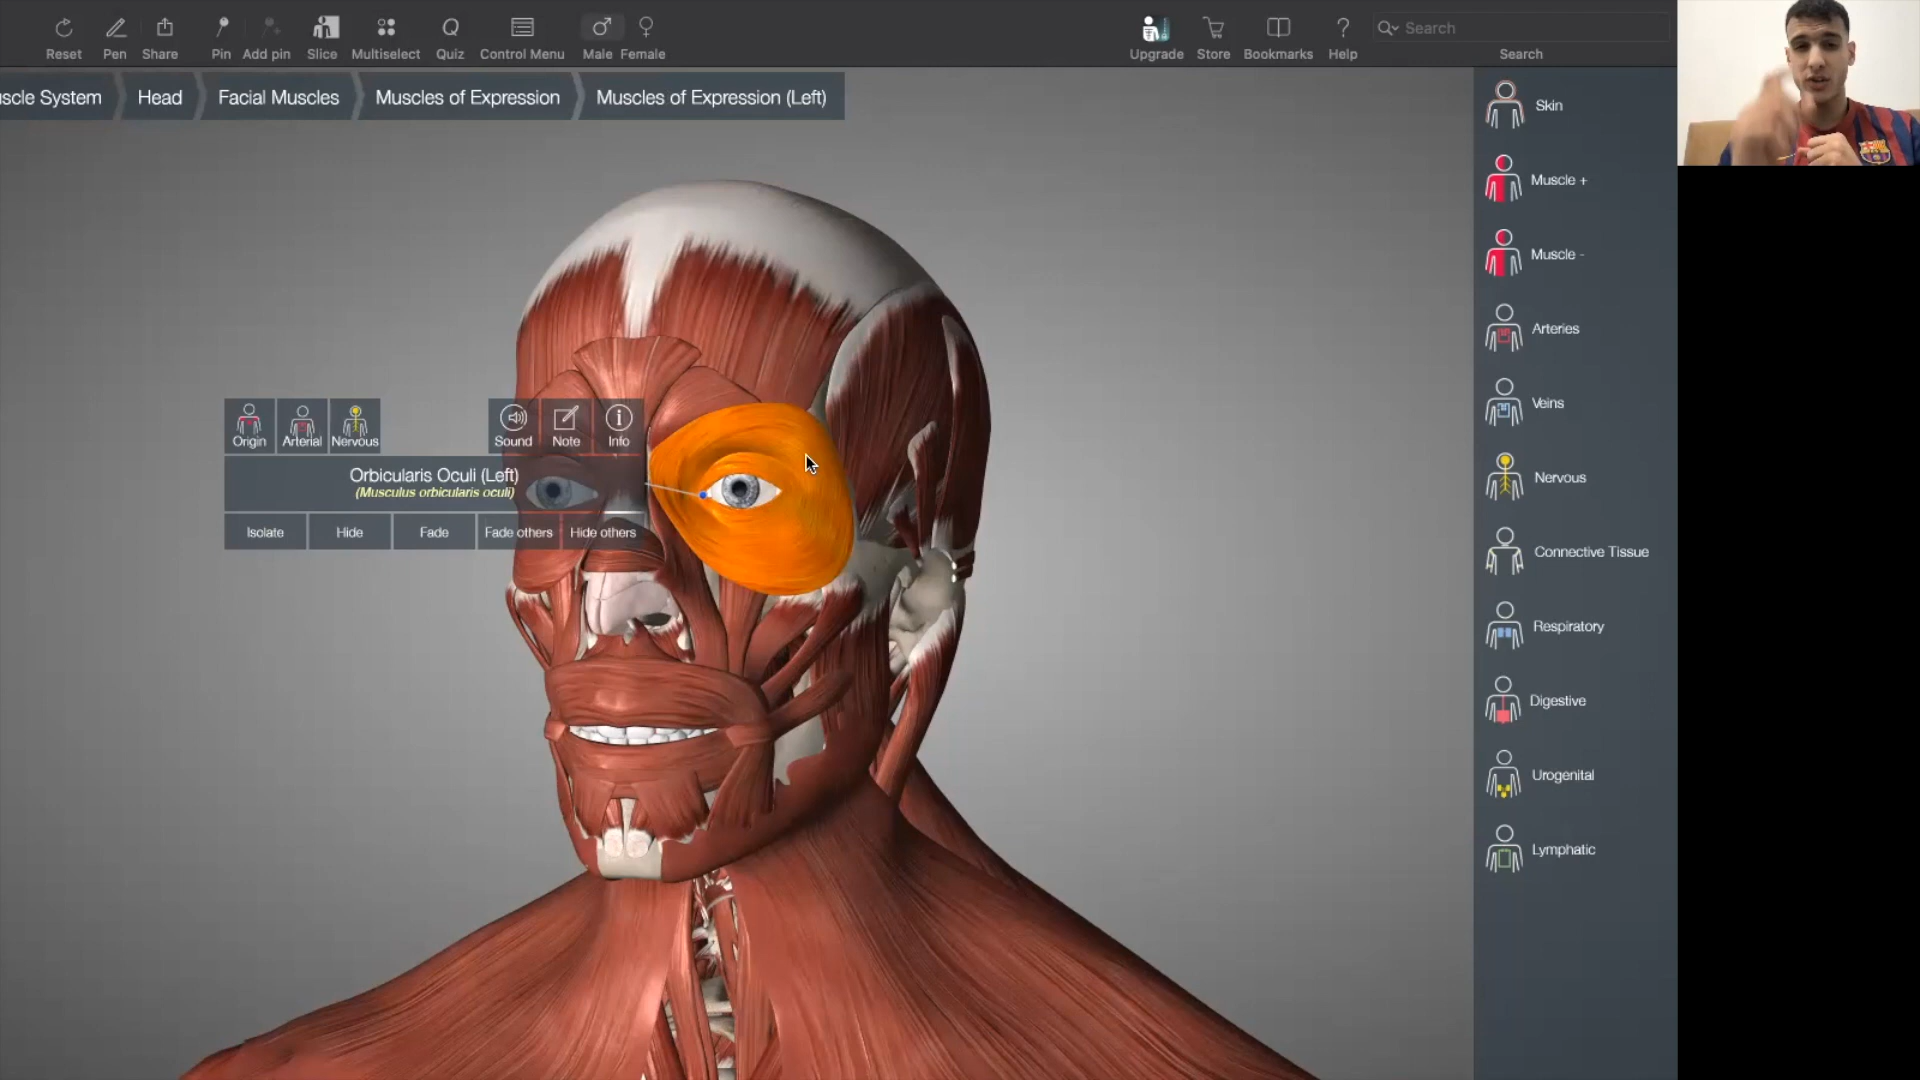 Reset
Pen
Share
Pin
Add pin
Slice
Multiselect
Quiz
Control Menu
Male
Female
Upgrade
Store
Bookmarks
Help
Search
Search
scle System
Head
Facial Muscles
Muscles of Expression
Muscles of Expression (Left)
Origin
Arterial
Nervous
Sound
Note
Info
Orbicularis Oculi (Left)
(Musculus orbicularis oculi)
Isolate
Hide
Fade
Fade others
Hide others
Skin
Muscle +
Muscle -
Arteries
Veins
Nervous
Connective Tissue
Respiratory
Digestive
Urogenital
Lymphatic